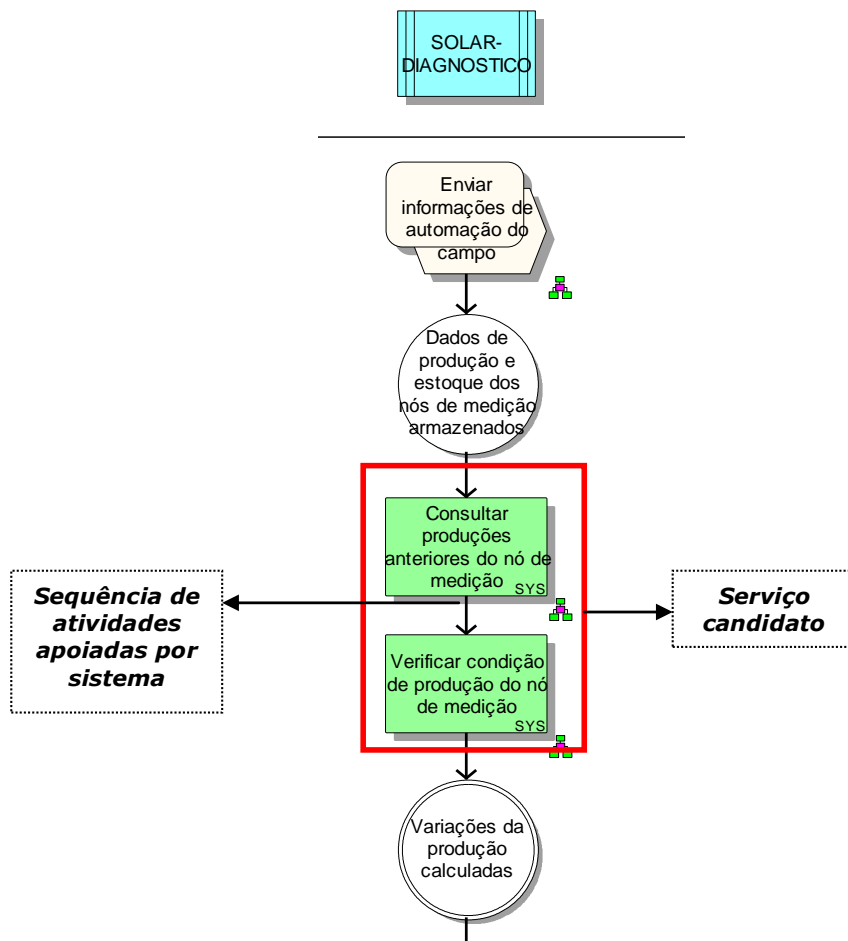 SOLAR-
DIAGNOSTICO
Enviar
informações de
automação do
campo
Dados de
produção e
estoque dos
nós de medição
armazenados
Consultar
produções
anteriores do nó de
medição
SYS
Sequência de
atividades
apoiadas por
sistema
Serviço
candidato
Verificar condição
de produção do nó
de medição
SYS
Variações da
produção
calculadas